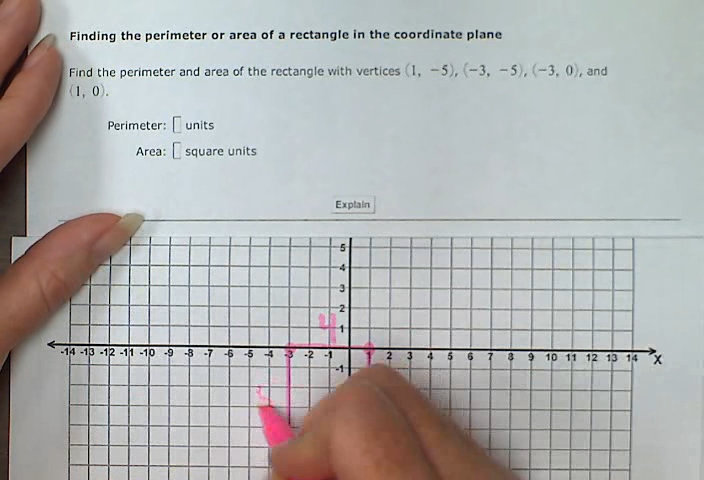 Finding the perimeter or area of a rectangle in the coordinate plane
Find the perimeter and area of the rectangle with vertices (1, −5), (−3, −5), (−3, 0), and
(1, 0).
Perimeter: units
Area: square units
Explain
5
4
3
2
4
1
-14 -13 -12 -11 -10 -9 -8 -7 -6 -5 -4 -3 -2 -1 1 2 3 4 5 6 7 8 9 10 11 12 13 14 X
-1
5